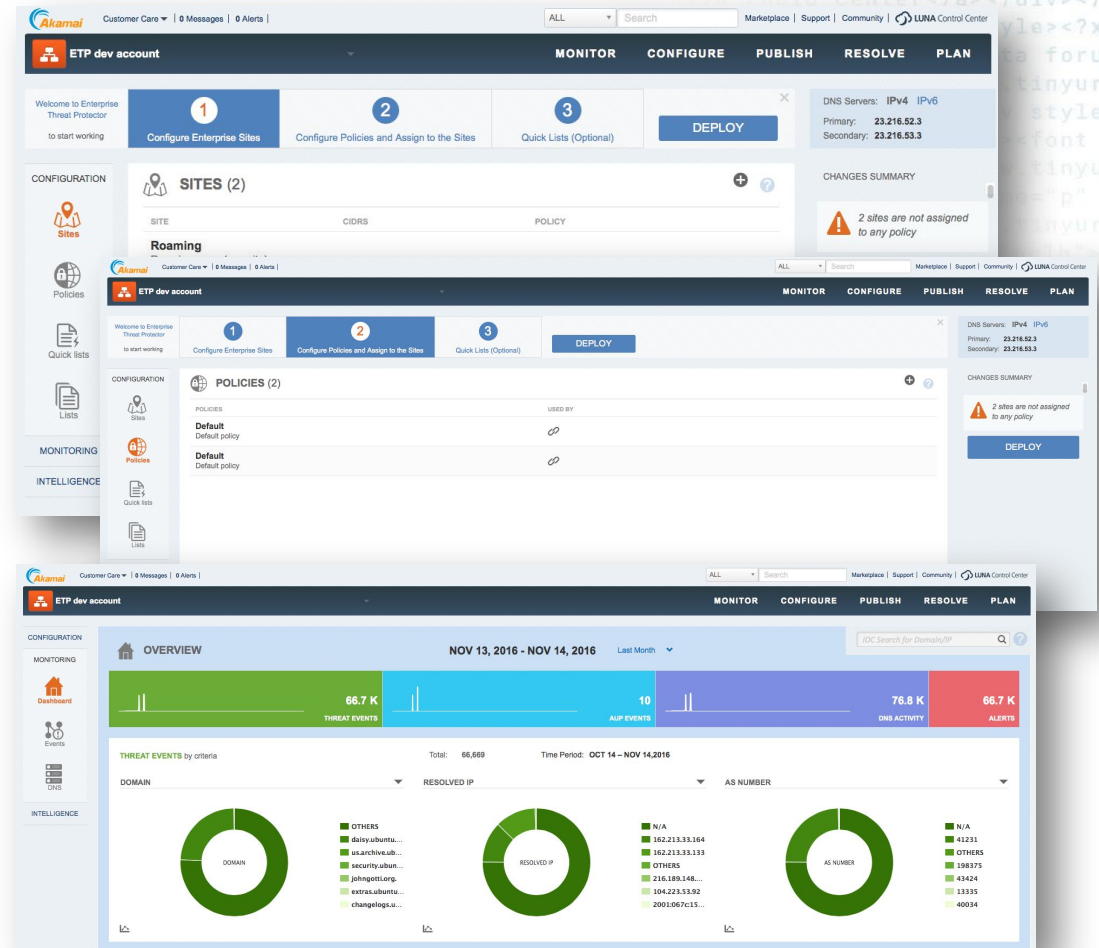 Akamai Customer Care | 0 Messages | 0 Alerts | ALL Search Marketplace | Support | Community | LUNA Control Center
ETP dev account MONITOR CONFIGURE PUBLISH RESOLVE PLAN
Welcome to Enterprise
Threat Protector
to start working
1
Configure Enterprise Sites
2
Configure Policies and Assign to the Sites
3
Quick Lists (Optional)
DEPLOY
DNS Servers: IPv4 IPv6
Primary: 23.216.52.3
Secondary: 23.216.53.3
CONFIGURATION
Sites
Policies
Quick lists
Lists
MONITORING
INTELLIGENCE
SITES (2)
SITE CIDRS POLICY
Roaming
CHANGES SUMMARY
2 sites are not assigned
to any policy
Akamai Customer Care | 0 Messages | 0 Alerts | ALL Search Marketplace | Support | Community | LUNA Control Center
ETP dev account MONITOR CONFIGURE PUBLISH RESOLVE PLAN
Welcome to Enterprise
Threat Protector
to start working
1
Configure Enterprise Sites
2
Configure Policies and Assign to the Sites
3
Quick Lists (Optional)
DEPLOY
DNS Servers: IPv4 IPv6
Primary: 23.216.52.3
Secondary: 23.216.53.3
CONFIGURATION
Sites
Policies
Quick lists
Lists
POLICIES (2)
POLICIES USED BY
Default
Default policy
Default
Default policy
CHANGES SUMMARY
2 sites are not assigned
to any policy
DEPLOY
Akamai Customer Care | 0 Messages | 0 Alerts | ALL Search Marketplace | Support | Community | LUNA Control Center
ETP dev account MONITOR CONFIGURE PUBLISH RESOLVE PLAN
CONFIGURATION
MONITORING
Dashboard
Events
DNS
INTELLIGENCE
OVERVIEW NOV 13, 2016 - NOV 14, 2016 Last Month IOC Search for Domain/IP
66.7 K
THREAT EVENTS
10
AUP EVENTS
76.8 K
DNS ACTIVITY
66.7 K
ALERTS
THREAT EVENTS by criteria Total: 66,669 Time Period: OCT 14 – NOV 14,2016
DOMAIN
DOMAIN
OTHERS
daisy.ubuntu....
us.archive.ub...
security.ubun...
johngotti.org.
extras.ubuntu...
changelogs.u...
RESOLVED IP
RESOLVED IP
N/A
162.213.33.164
162.213.33.133
OTHERS
216.189.148....
104.223.53.92
2001:067c:15...
AS NUMBER
AS NUMBER
N/A
41231
OTHERS
198375
43424
13335
40034